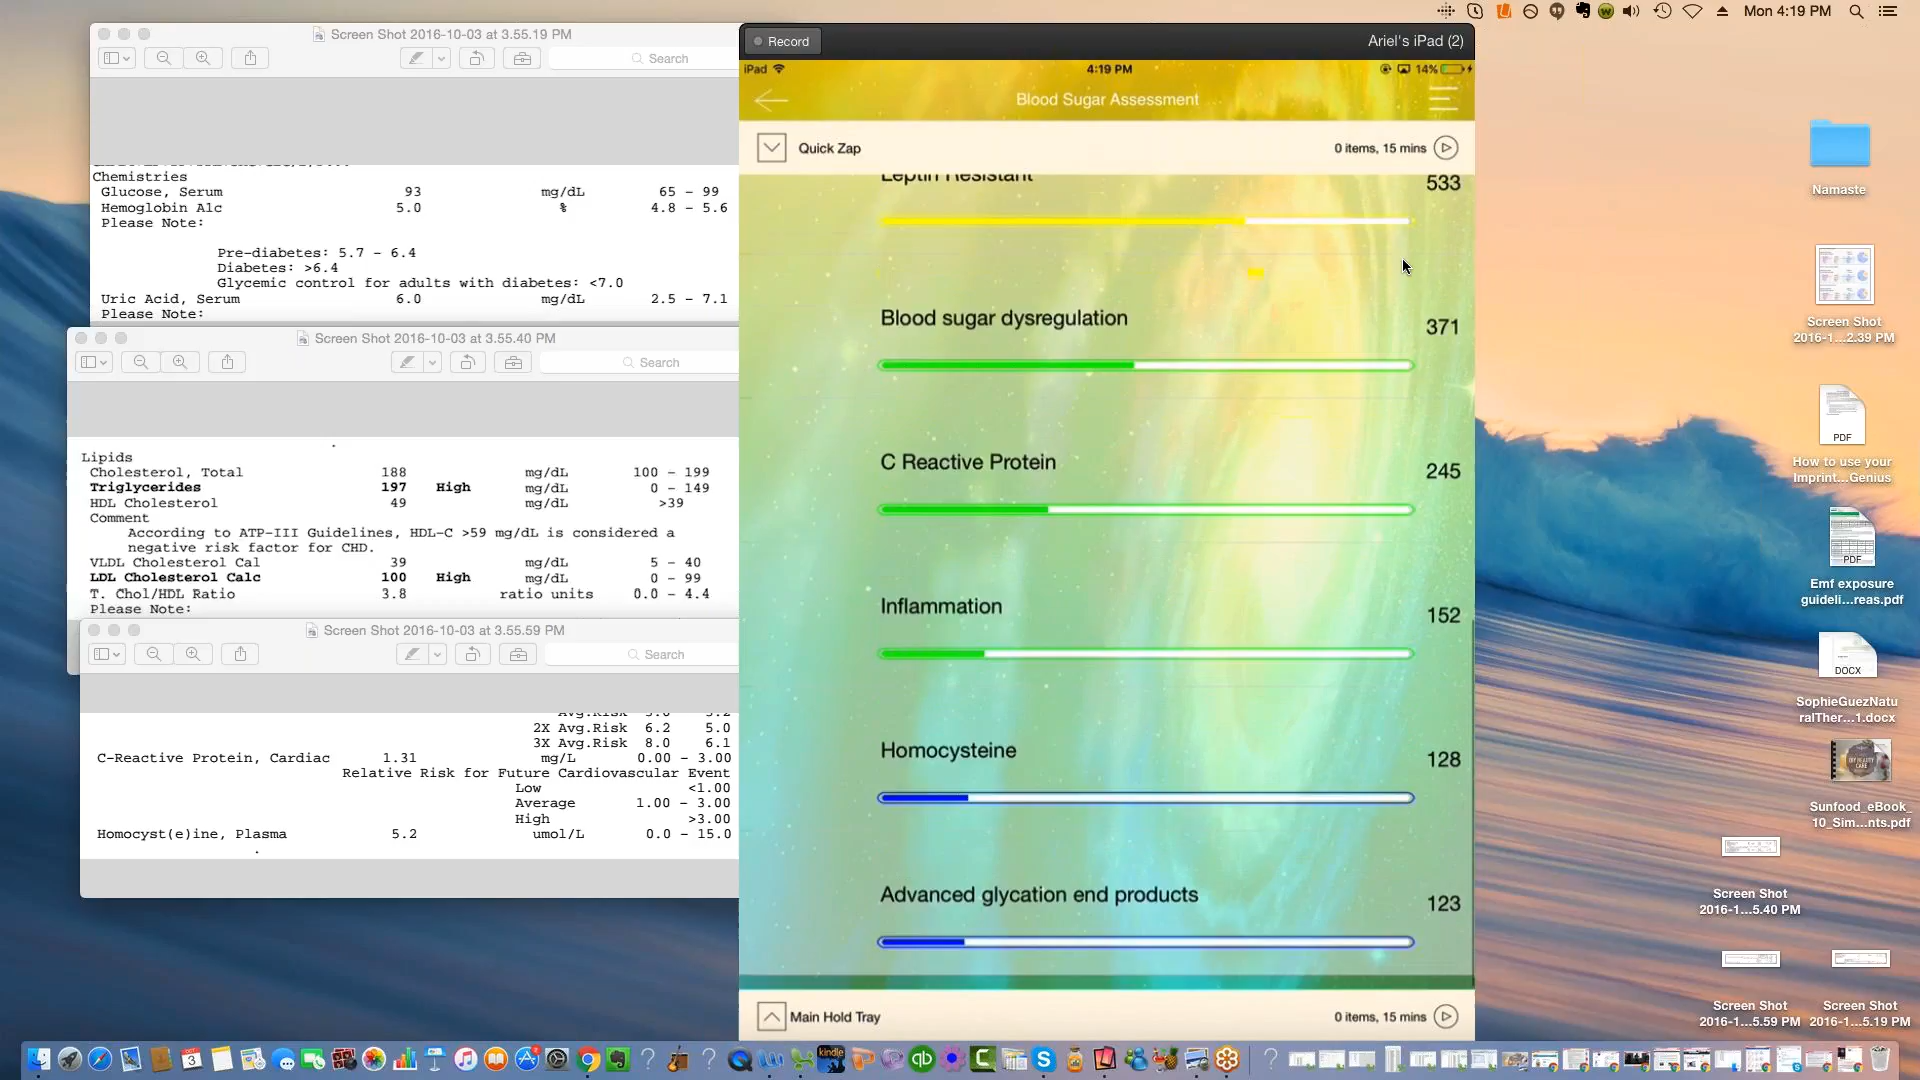 Mon 4:19 PM
Screen Shot 2016-10-03 at 3.55.19 PM
Search
Chemistries
Glucose, Serum 93 mg/dL 65 - 99
Hemoglobin A1c 5.0 % 4.8 - 5.6
Please Note:
Pre-diabetes: 5.7 - 6.4
Diabetes: >6.4
Glycemic control for adults with diabetes: <7.0
Uric Acid, Serum 6.0 mg/dL 2.5 - 7.1
Please Note:
Screen Shot 2016-10-03 at 3.55.40 PM
Search
Lipids
Cholesterol, Total 188 mg/dL 100 - 199
Triglycerides 197 High mg/dL 0 - 149
HDL Cholesterol 49 mg/dL >39
Comment
According to ATP-III Guidelines, HDL-C >59 mg/dL is considered a
negative risk factor for CHD.
VLDL Cholesterol Cal 39 mg/dL 5 - 40
LDL Cholesterol Calc 100 High mg/dL 0 - 99
T. Chol/HDL Ratio 3.8 ratio units 0.0 - 4.4
Please Note:
Screen Shot 2016-10-03 at 3.55.59 PM
Search
2X Avg.Risk 6.2 5.0
3X Avg.Risk 8.0 6.1
C-Reactive Protein, Cardiac 1.31 mg/L 0.00 - 3.00
Relative Risk for Future Cardiovascular Event
Low <1.00
Average 1.00 - 3.00
High >3.00
Homocyst(e)ine, Plasma 5.2 umol/L 0.0 - 15.0
Record
Ariel's iPad (2)
iPad 4:19 PM 14%
Blood Sugar Assessment
Quick Zap 0 items, 15 mins
Leptin Resistant 533
Blood sugar dysregulation 371
C Reactive Protein 245
Inflammation 152
Homocysteine 128
Advanced glycation end products 123
Main Hold Tray 0 items, 15 mins
Namaste
Screen Shot
2016-1...2.39 PM
PDF
How to use your
Imprint...Genius
PDF
Emf exposure
guideli...reas.pdf
DOCX
SophieGuezNatu
ralTher...1.docx
Sunfood_eBook_
10_Sim...nts.pdf
Screen Shot
2016-1...5.40 PM
Screen Shot
2016-1...5.59 PM
Screen Shot
2016-1...5.19 PM
kindle